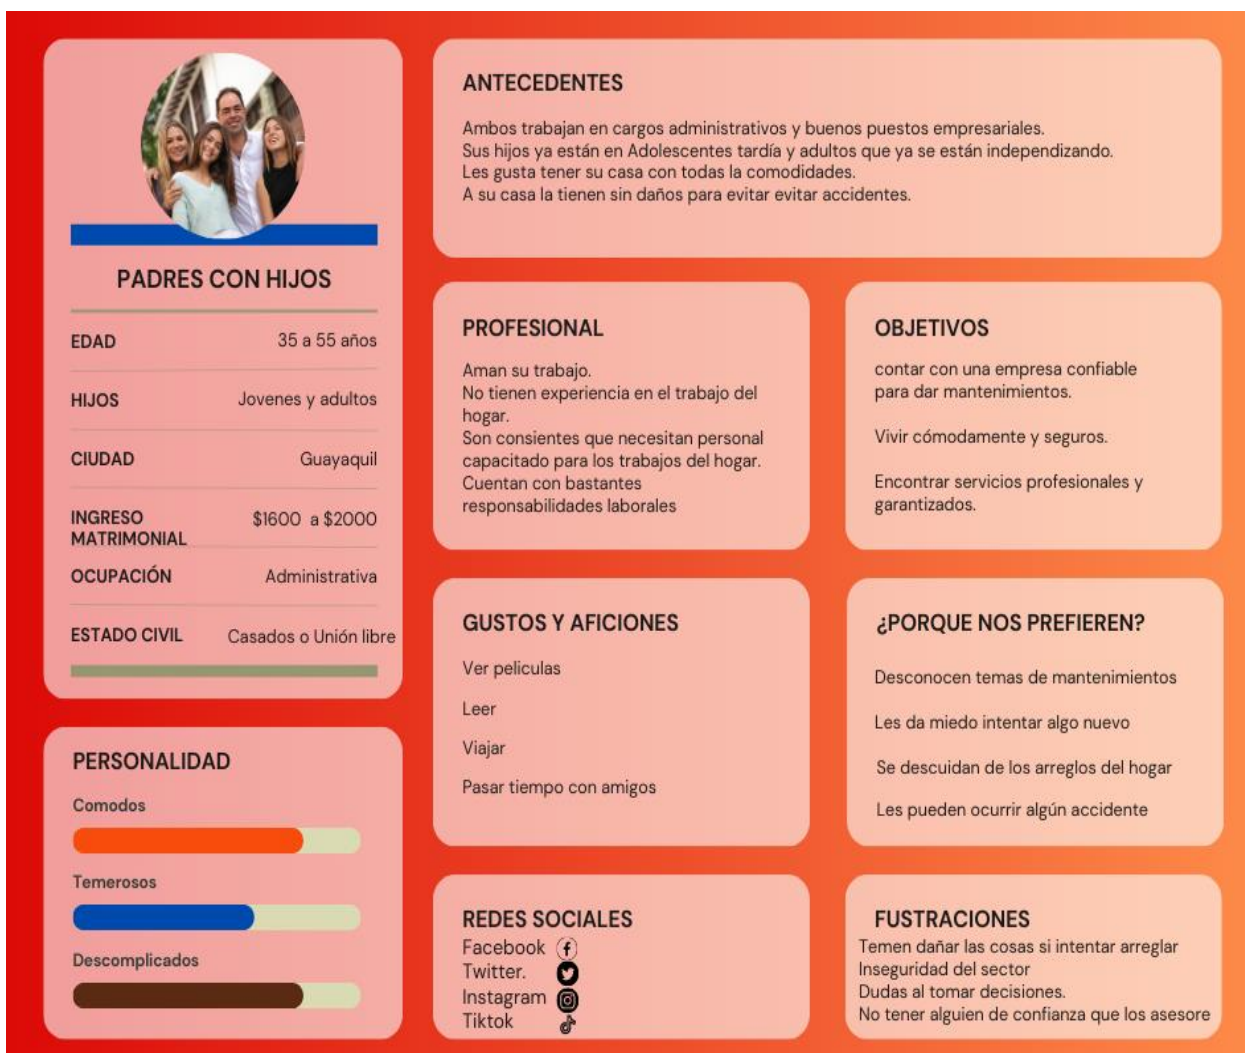 PADRES CON HIJOS
EDAD 35 a 55 años
HIJOS Jovenes y adultos
CIUDAD Guayaquil
INGRESO MATRIMONIAL $1600 a $2000
OCUPACIÓN Administrativa
ESTADO CIVIL Casados o Unión libre
PERSONALIDAD
Comodos
Temerosos
Descomplicados
ANTECEDENTES
Ambos trabajan en cargos administrativos y buenos puestos empresariales.
Sus hijos ya están en Adolescentes tardía y adultos que ya se están independizando.
Les gusta tener su casa con todas la comodidades.
A su casa la tienen sin daños para evitar evitar accidentes.
PROFESIONAL
Aman su trabajo.
No tienen experiencia en el trabajo del
hogar.
Son consientes que necesitan personal
capacitado para los trabajos del hogar.
Cuentan con bastantes
responsabilidades laborales
OBJETIVOS
contar con una empresa confiable
para dar mantenimientos.
Vivir cómodamente y seguros.
Encontrar servicios profesionales y
garantizados.
GUSTOS Y AFICIONES
Ver peliculas
Leer
Viajar
Pasar tiempo con amigos
¿PORQUE NOS PREFIEREN?
Desconocen temas de mantenimientos
Les da miedo intentar algo nuevo
Se descuidan de los arreglos del hogar
Les pueden ocurrir algún accidente
REDES SOCIALES
Facebook
Twitter.
Instagram
Tiktok
FUSTRACIONES
Temen dañar las cosas si intentar arreglar
Inseguridad del sector
Dudas al tomar decisiones.
No tener alguien de confianza que los asesore